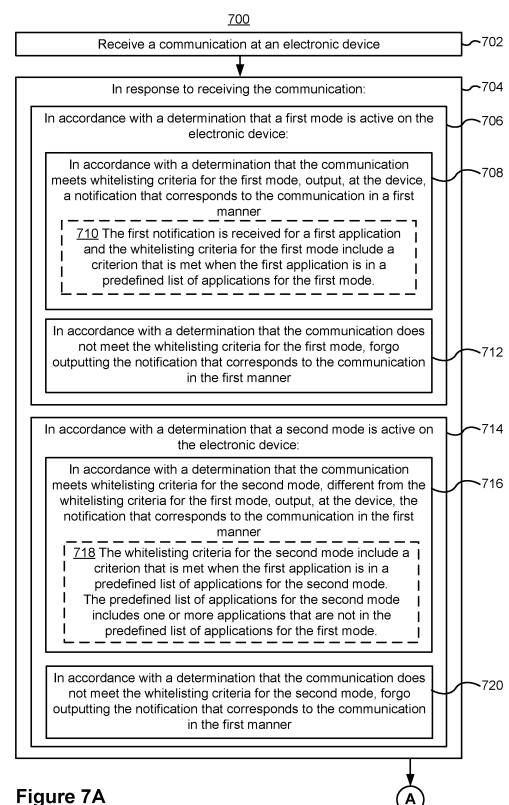 700
Receive a communication at an electronic device
702
In response to receiving the communication:
704
In accordance with a determination that a first mode is active on the
electronic device:
706
In accordance with a determination that the communication
meets whitelisting criteria for the first mode, output, at the device,
a notification that corresponds to the communication in a first
manner
708
710 The first notification is received for a first application
and the whitelisting criteria for the first mode include a
criterion that is met when the first application is in a
predefined list of applications for the first mode.
In accordance with a determination that the communication does
not meet the whitelisting criteria for the first mode, forgo
outputting the notification that corresponds to the communication
in the first manner
712
In accordance with a determination that a second mode is active on
the electronic device:
714
In accordance with a determination that the communication
meets whitelisting criteria for the second mode, different from the
whitelisting criteria for the first mode, output, at the device, the
notification that corresponds to the communication in the first
manner
716
718 The whitelisting criteria for the second mode include a
criterion that is met when the first application is in a
predefined list of applications for the second mode.
The predefined list of applications for the second mode
includes one or more applications that are not in the
predefined list of applications for the first mode.
In accordance with a determination that the communication does
not meet the whitelisting criteria for the second mode, forgo
outputting the notification that corresponds to the communication
in the first manner
720
Figure 7A
A